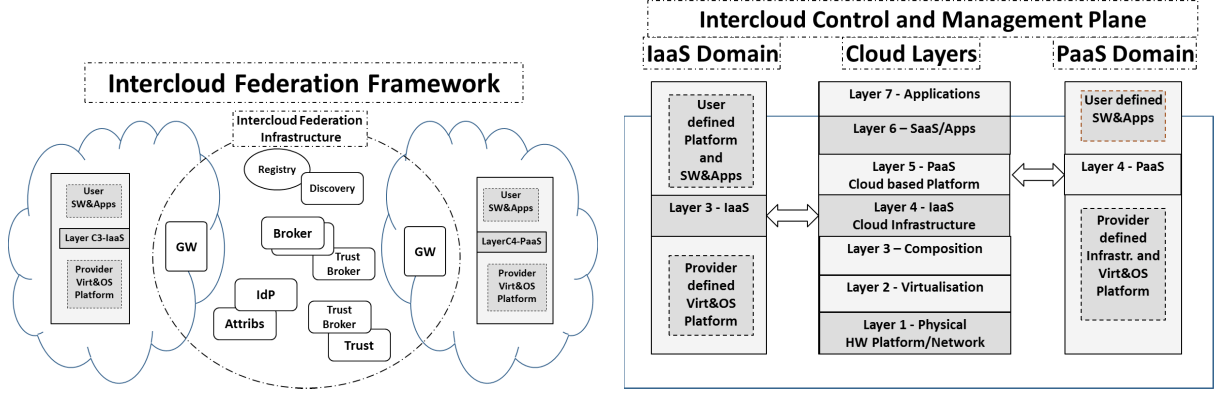 Intercloud Federation Framework
Intercloud Federation
Infrastructure
Registry
Discovery
User
SW&Apps
Layer C3-IaaS
Provider
Virt&OS
Platform
GW
Broker
Trust
Broker
IdP
Attribs
Trust
Broker
Trust
GW
User
SW&Apps
LayerC4-PaaS
Provider
Virt&OS
Platform
Intercloud Control and Management Plane
IaaS Domain
Cloud Layers
PaaS Domain
User
defined
Platform
and
SW&Apps
Layer 3 - IaaS
Provider
defined
Virt&OS
Platform
Layer 7 - Applications
Layer 6 – SaaS/Apps
Layer 5 - PaaS
Cloud based Platform
Layer 4 - IaaS
Cloud Infrastructure
Layer 3 – Composition
Layer 2 - Virtualisation
Layer 1 - Physical
HW Platform/Network
User defined
SW&Apps
Layer 4 - PaaS
Provider
defined
Infrastr. and
Virt&OS
Platform